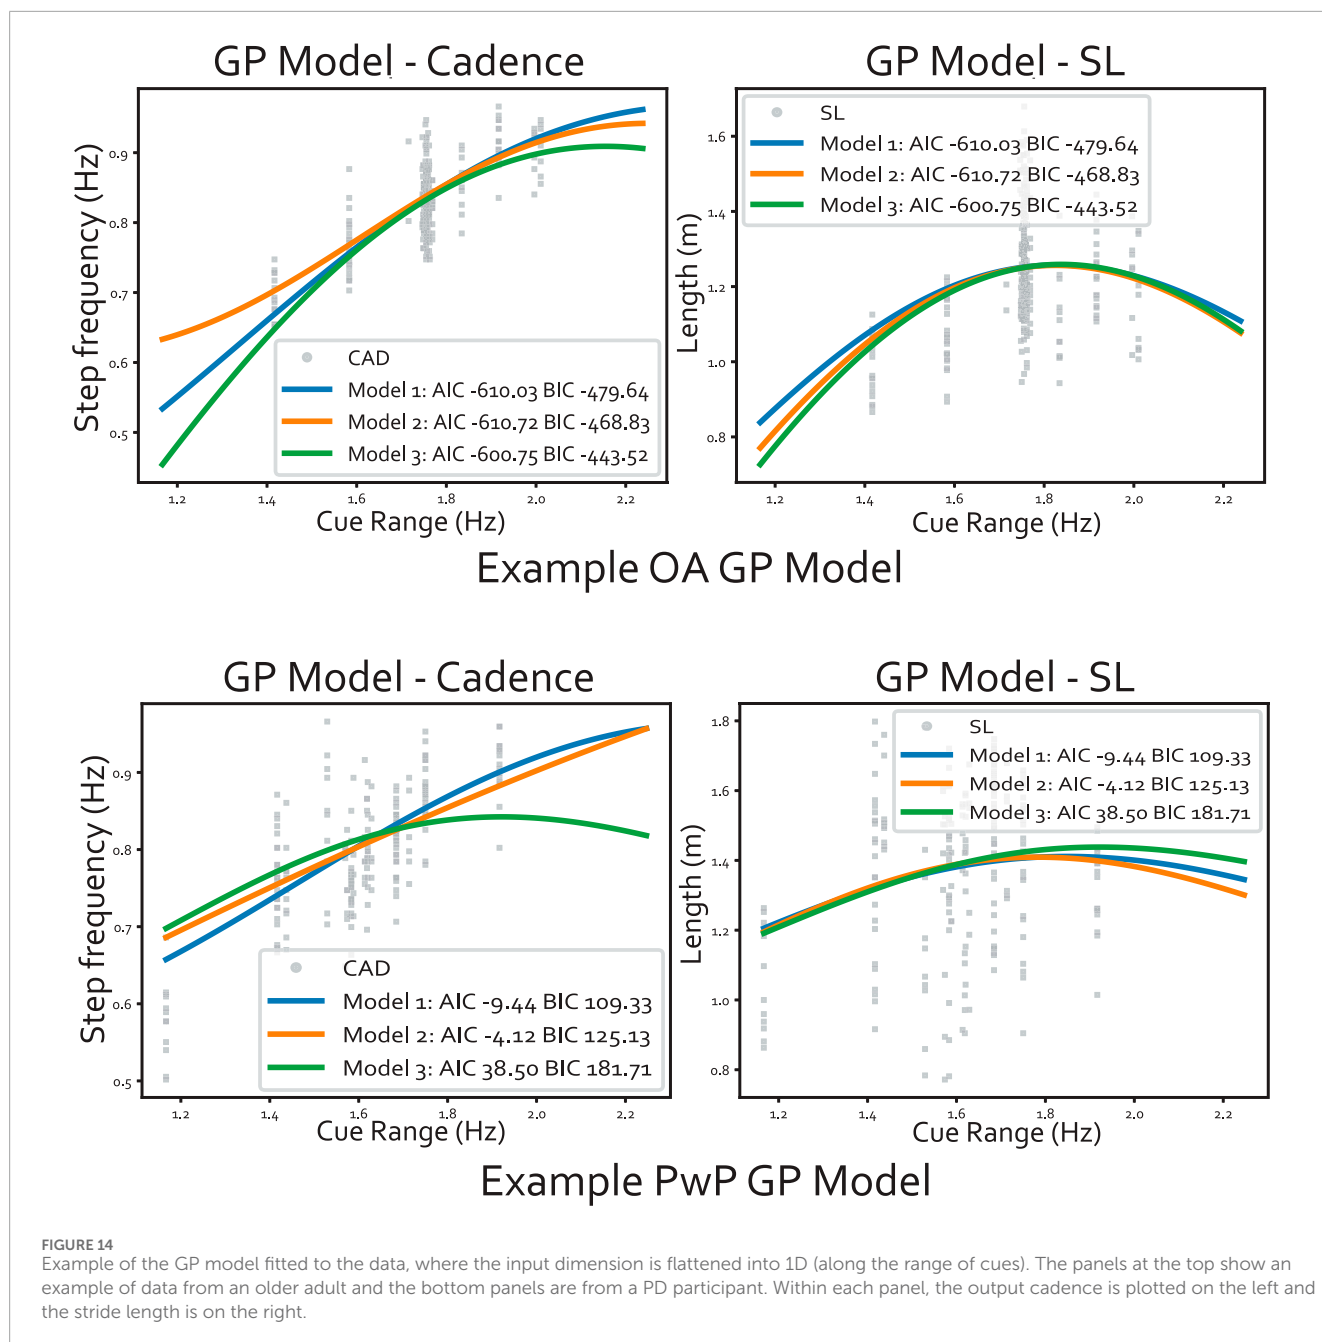 GP Model - Cadence
Step frequency (Hz)
0.9
0.8
0.7
0.6
0.5
CAD
Model 1: AIC -610.03 BIC -479.64
Model 2: AIC -610.72 BIC -468.83
Model 3: AIC -600.75 BIC -443.52
1.2 1.4 1.6 1.8 2.0 2.2
Cue Range (Hz)
GP Model - SL
Length (m)
1.6
1.4
1.2
1.0
0.8
SL
Model 1: AIC -610.03 BIC -479.64
Model 2: AIC -610.72 BIC -468.83
Model 3: AIC -600.75 BIC -443.52
1.2 1.4 1.6 1.8 2.0 2.2
Cue Range (Hz)
Example OA GP Model
GP Model - Cadence
Step frequency (Hz)
0.9
0.8
0.7
0.6
0.5
CAD
Model 1: AIC -9.44 BIC 109.33
Model 2: AIC -4.12 BIC 125.13
Model 3: AIC 38.50 BIC 181.71
1.2 1.4 1.6 1.8 2.0 2.2
Cue Range (Hz)
GP Model - SL
Length (m)
1.8
1.6
1.4
1.2
1.0
0.8
SL
Model 1: AIC -9.44 BIC 109.33
Model 2: AIC -4.12 BIC 125.13
Model 3: AIC 38.50 BIC 181.71
1.2 1.4 1.6 1.8 2.0 2.2
Cue Range (Hz)
Example PwP GP Model
FIGURE 14
Example of the GP model fitted to the data, where the input dimension is flattened into 1D (along the range of cues). The panels at the top show an
example of data from an older adult and the bottom panels are from a PD participant. Within each panel, the output cadence is plotted on the left and
the stride length is on the right.